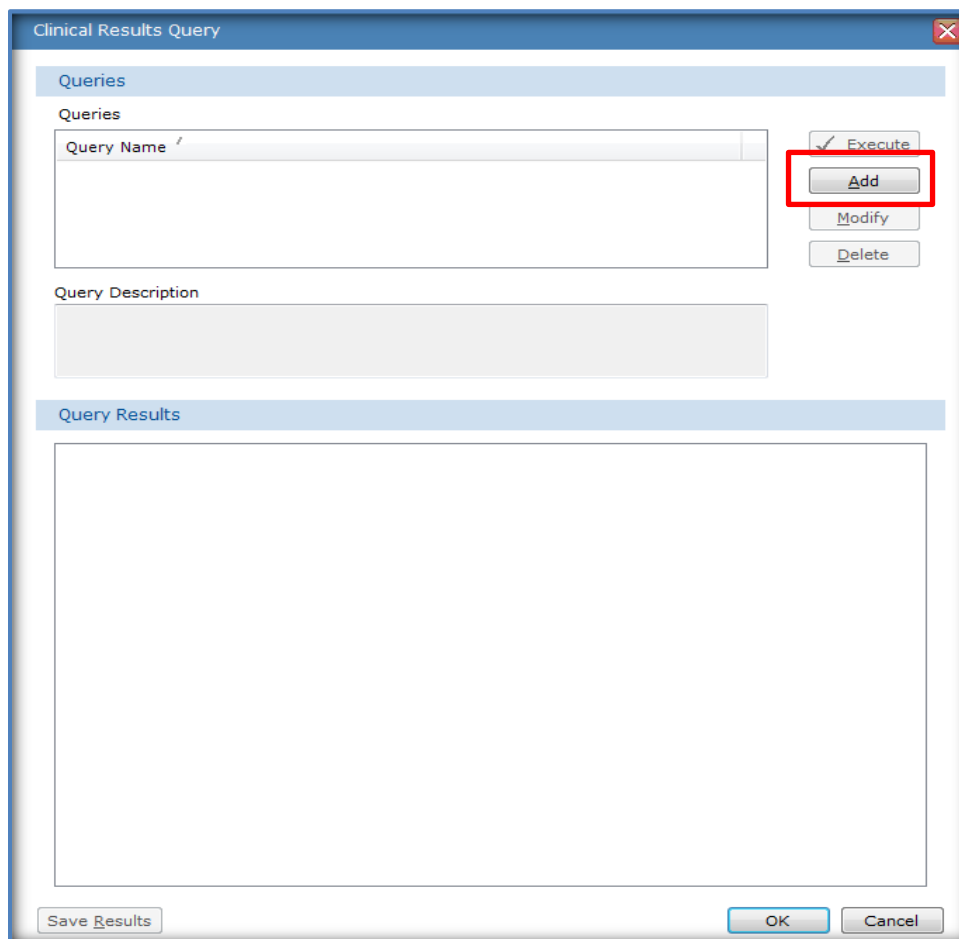 Clinical Results Query
Queries
Queries
Query Name
Execute
Add
Modify
Delete
Query Description
Query Results
Save Results
OK
Cancel